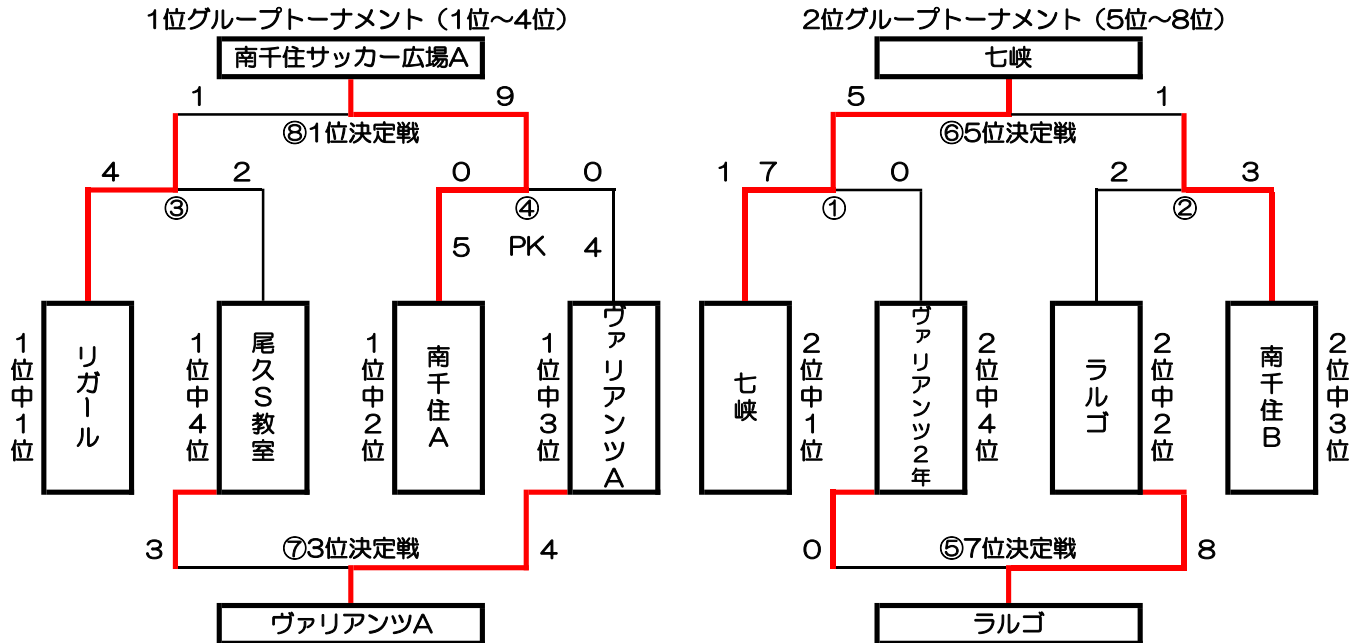 1位グループトーナメント（1位～4位）
南千住サッカー広場A
1
9
⑧1位決定戦
4
2
0
0
③
④
5
PK
4
1位中1位
リガール
1位中4位
尾久S教室
1位中2位
南千住A
1位中3位
ヴァリアンツA
3
⑦3位決定戦
4
ヴァリアンツA
2位グループトーナメント（5位～8位）
七峡
5
1
⑥5位決定戦
1 7
0
2
3
①
②
七峡
2位中1位
ヴァリアンツ2年
2位中4位
ラルゴ
2位中2位
南千住B
2位中3位
0
⑤7位決定戦
8
ラルゴ